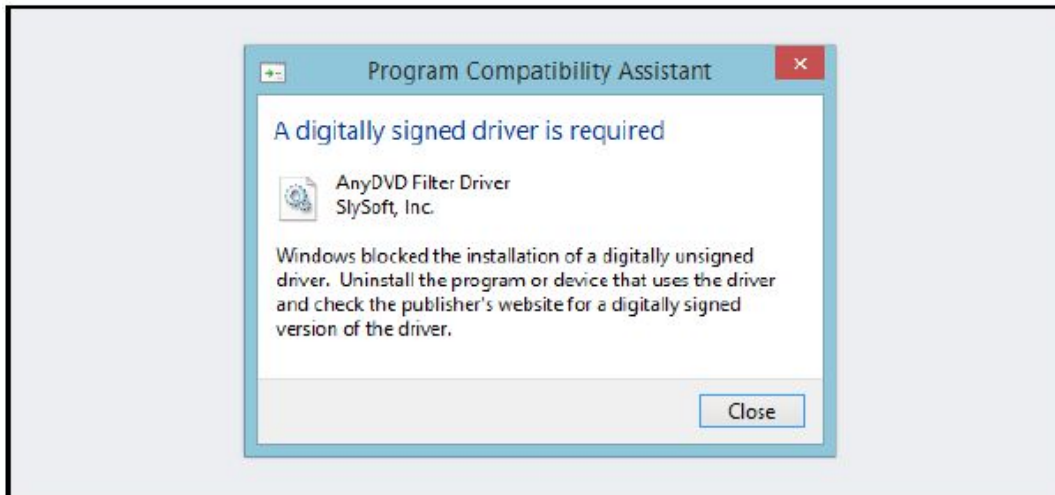 Program Compatibility Assistant
A digitally signed driver is required
AnyDVD Filter Driver
SlySoft, Inc.
Windows blocked the installation of a digitally unsigned
driver. Uninstall the program or device that uses the driver
and check the publisher's website for a digitally signed
version of the driver.
Close